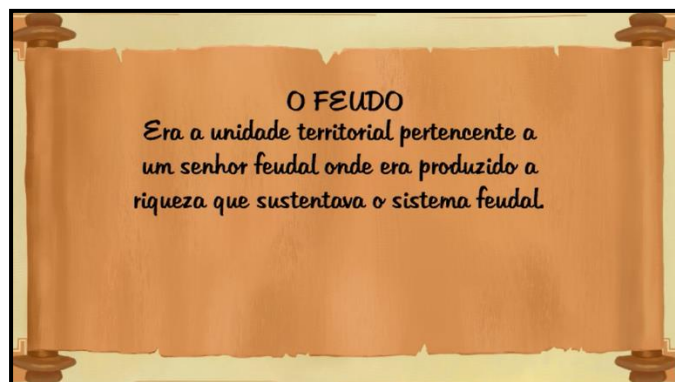 O FEUDO
Era a unidade territorial pertencente a
um senhor feudal onde era produzido a
riqueza que sustentava o sistema feudal.